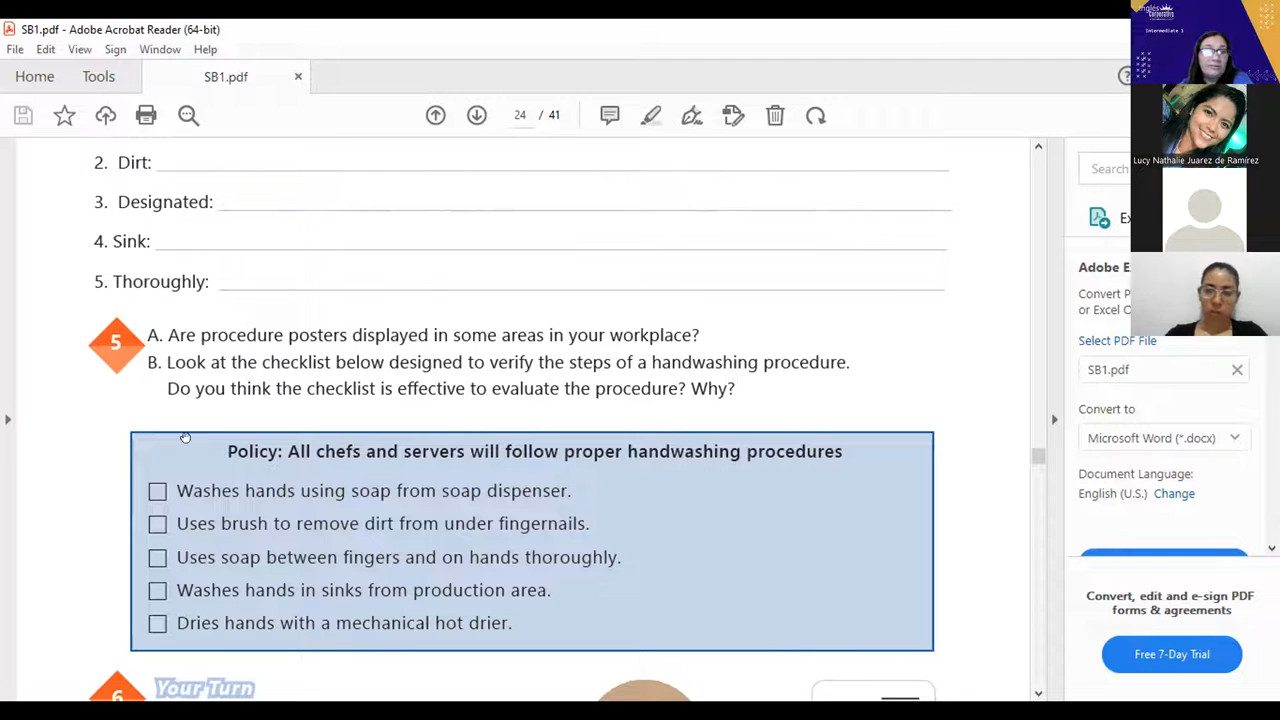 SB1.pdf - Adobe Acrobat Reader (64-bit)
File Edit View Sign Window Help
Home Tools SB1.pdf
24 / 41
2. Dirt:
3. Designated:
4. Sink:
5. Thoroughly:
5
A. Are procedure posters displayed in some areas in your workplace?
B. Look at the checklist below designed to verify the steps of a handwashing procedure.
Do you think the checklist is effective to evaluate the procedure? Why?
Policy: All chefs and servers will follow proper handwashing procedures
Washes hands using soap from soap dispenser.
Uses brush to remove dirt from under fingernails.
Uses soap between fingers and on hands thoroughly.
Washes hands in sinks from production area.
Dries hands with a mechanical hot drier.
6
Your Turn
Inglés
corporativo
Intermediate 1
Lucy Nathalie Juarez de Ramírez
Search
Ex
Adobe E
Convert P
or Excel O
Select PDF File
SB1.pdf
Convert to
Microsoft Word (*.docx)
Document Language:
English (U.S.) Change
Convert, edit and e-sign PDF
forms & agreements
Free 7-Day Trial